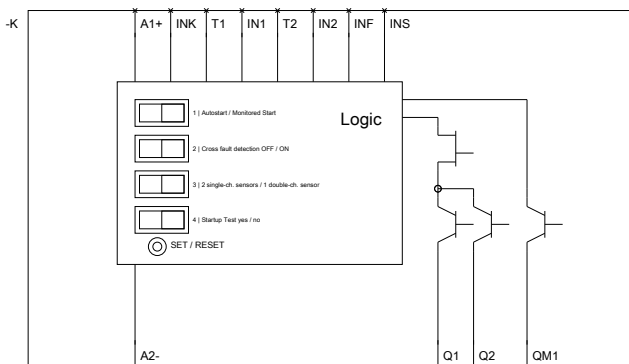 -K A1+ INK T1 IN1 T2 IN2 INF INS
Logic
1 | Autostart / Monitored Start
2 | Cross fault detection OFF / ON
3 | 2 single-ch. sensors / 1 double-ch. sensor
4 | Startup Test yes / no
SET / RESET
A2- Q1 Q2 QM1